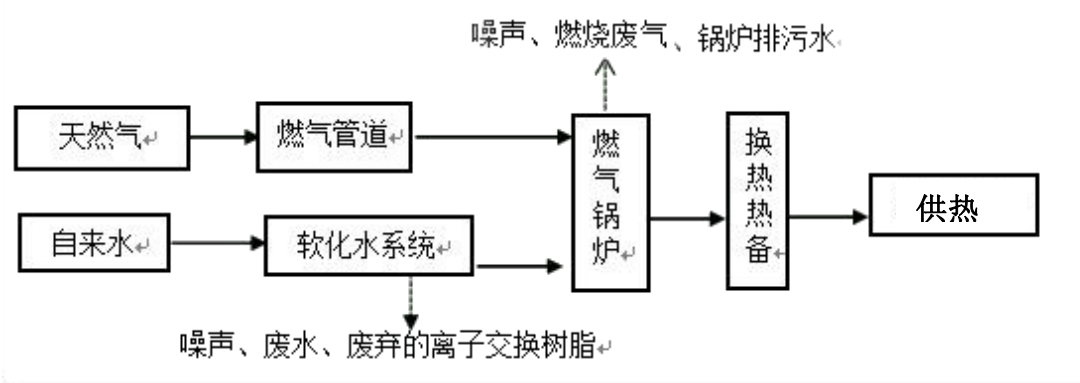 噪声、燃烧废气、锅炉排污水
天然气
燃气管道
燃气锅炉
换热热备
供热
自来水
软化水系统
噪声、废水、废弃的离子交换树脂